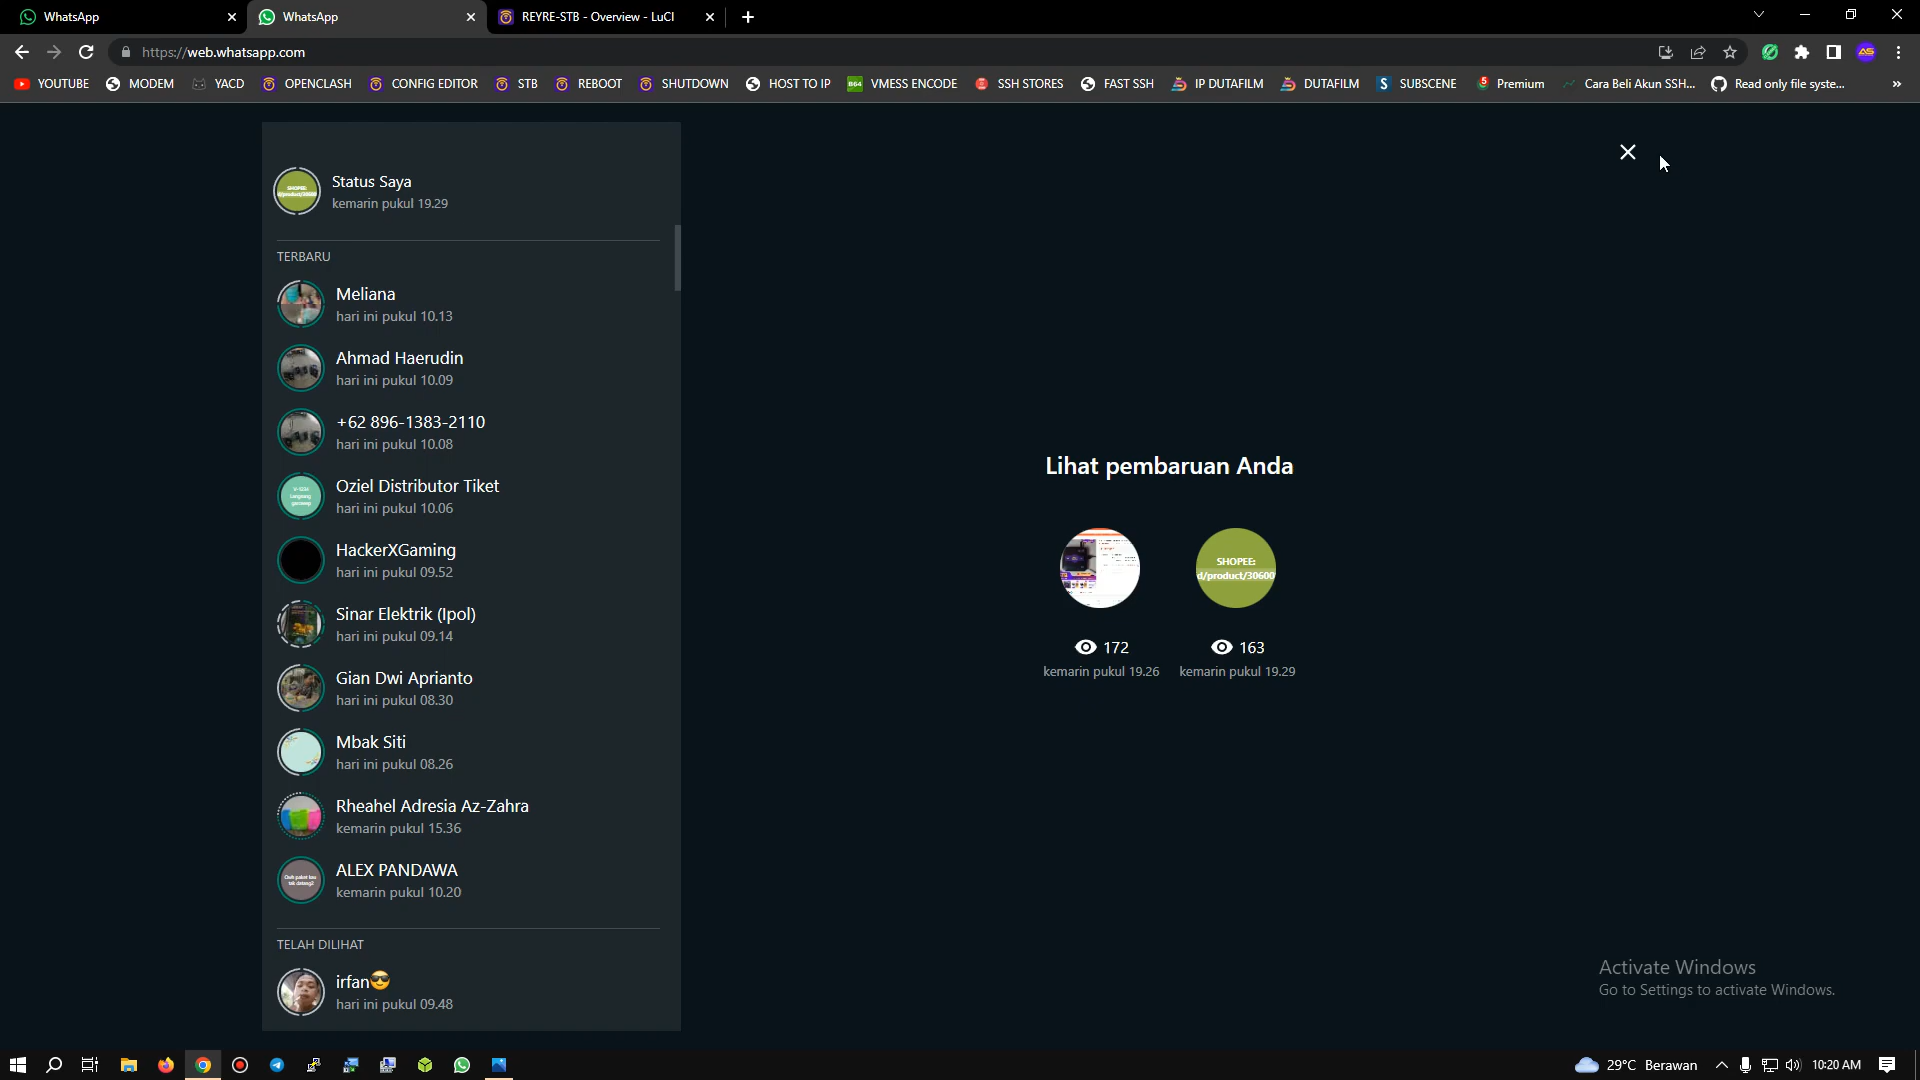 WhatsApp
WhatsApp
REYRE-STB - Overview - LuCI
https://web.whatsapp.com
YOUTUBE
MODEM
YACD
OPENCLASH
CONFIG EDITOR
STB
REBOOT
SHUTDOWN
HOST TO IP
VMESS ENCODE
SSH STORES
FAST SSH
IP DUTAFILM
DUTAFILM
SUBSCENE
Premium
Cara Beli Akun SSH...
Read only file syste...
Status Saya
kemarin pukul 19.29
TERBARU
Meliana
hari ini pukul 10.13
Ahmad Haerudin
hari ini pukul 10.09
+62 896-1383-2110
hari ini pukul 10.08
Oziel Distributor Tiket
hari ini pukul 10.06
HackerXGaming
hari ini pukul 09.52
Sinar Elektrik (Ipol)
hari ini pukul 09.14
Gian Dwi Aprianto
hari ini pukul 08.30
Mbak Siti
hari ini pukul 08.26
Rheahel Adresia Az-Zahra
kemarin pukul 15.36
ALEX PANDAWA
kemarin pukul 10.20
TELAH DILIHAT
irfan😎
hari ini pukul 09.48
Lihat pembaruan Anda
SHOPEE:
d/product/30600
172
163
kemarin pukul 19.26
kemarin pukul 19.29
Activate Windows
Go to Settings to activate Windows.
29°C Berawan
10:20 AM